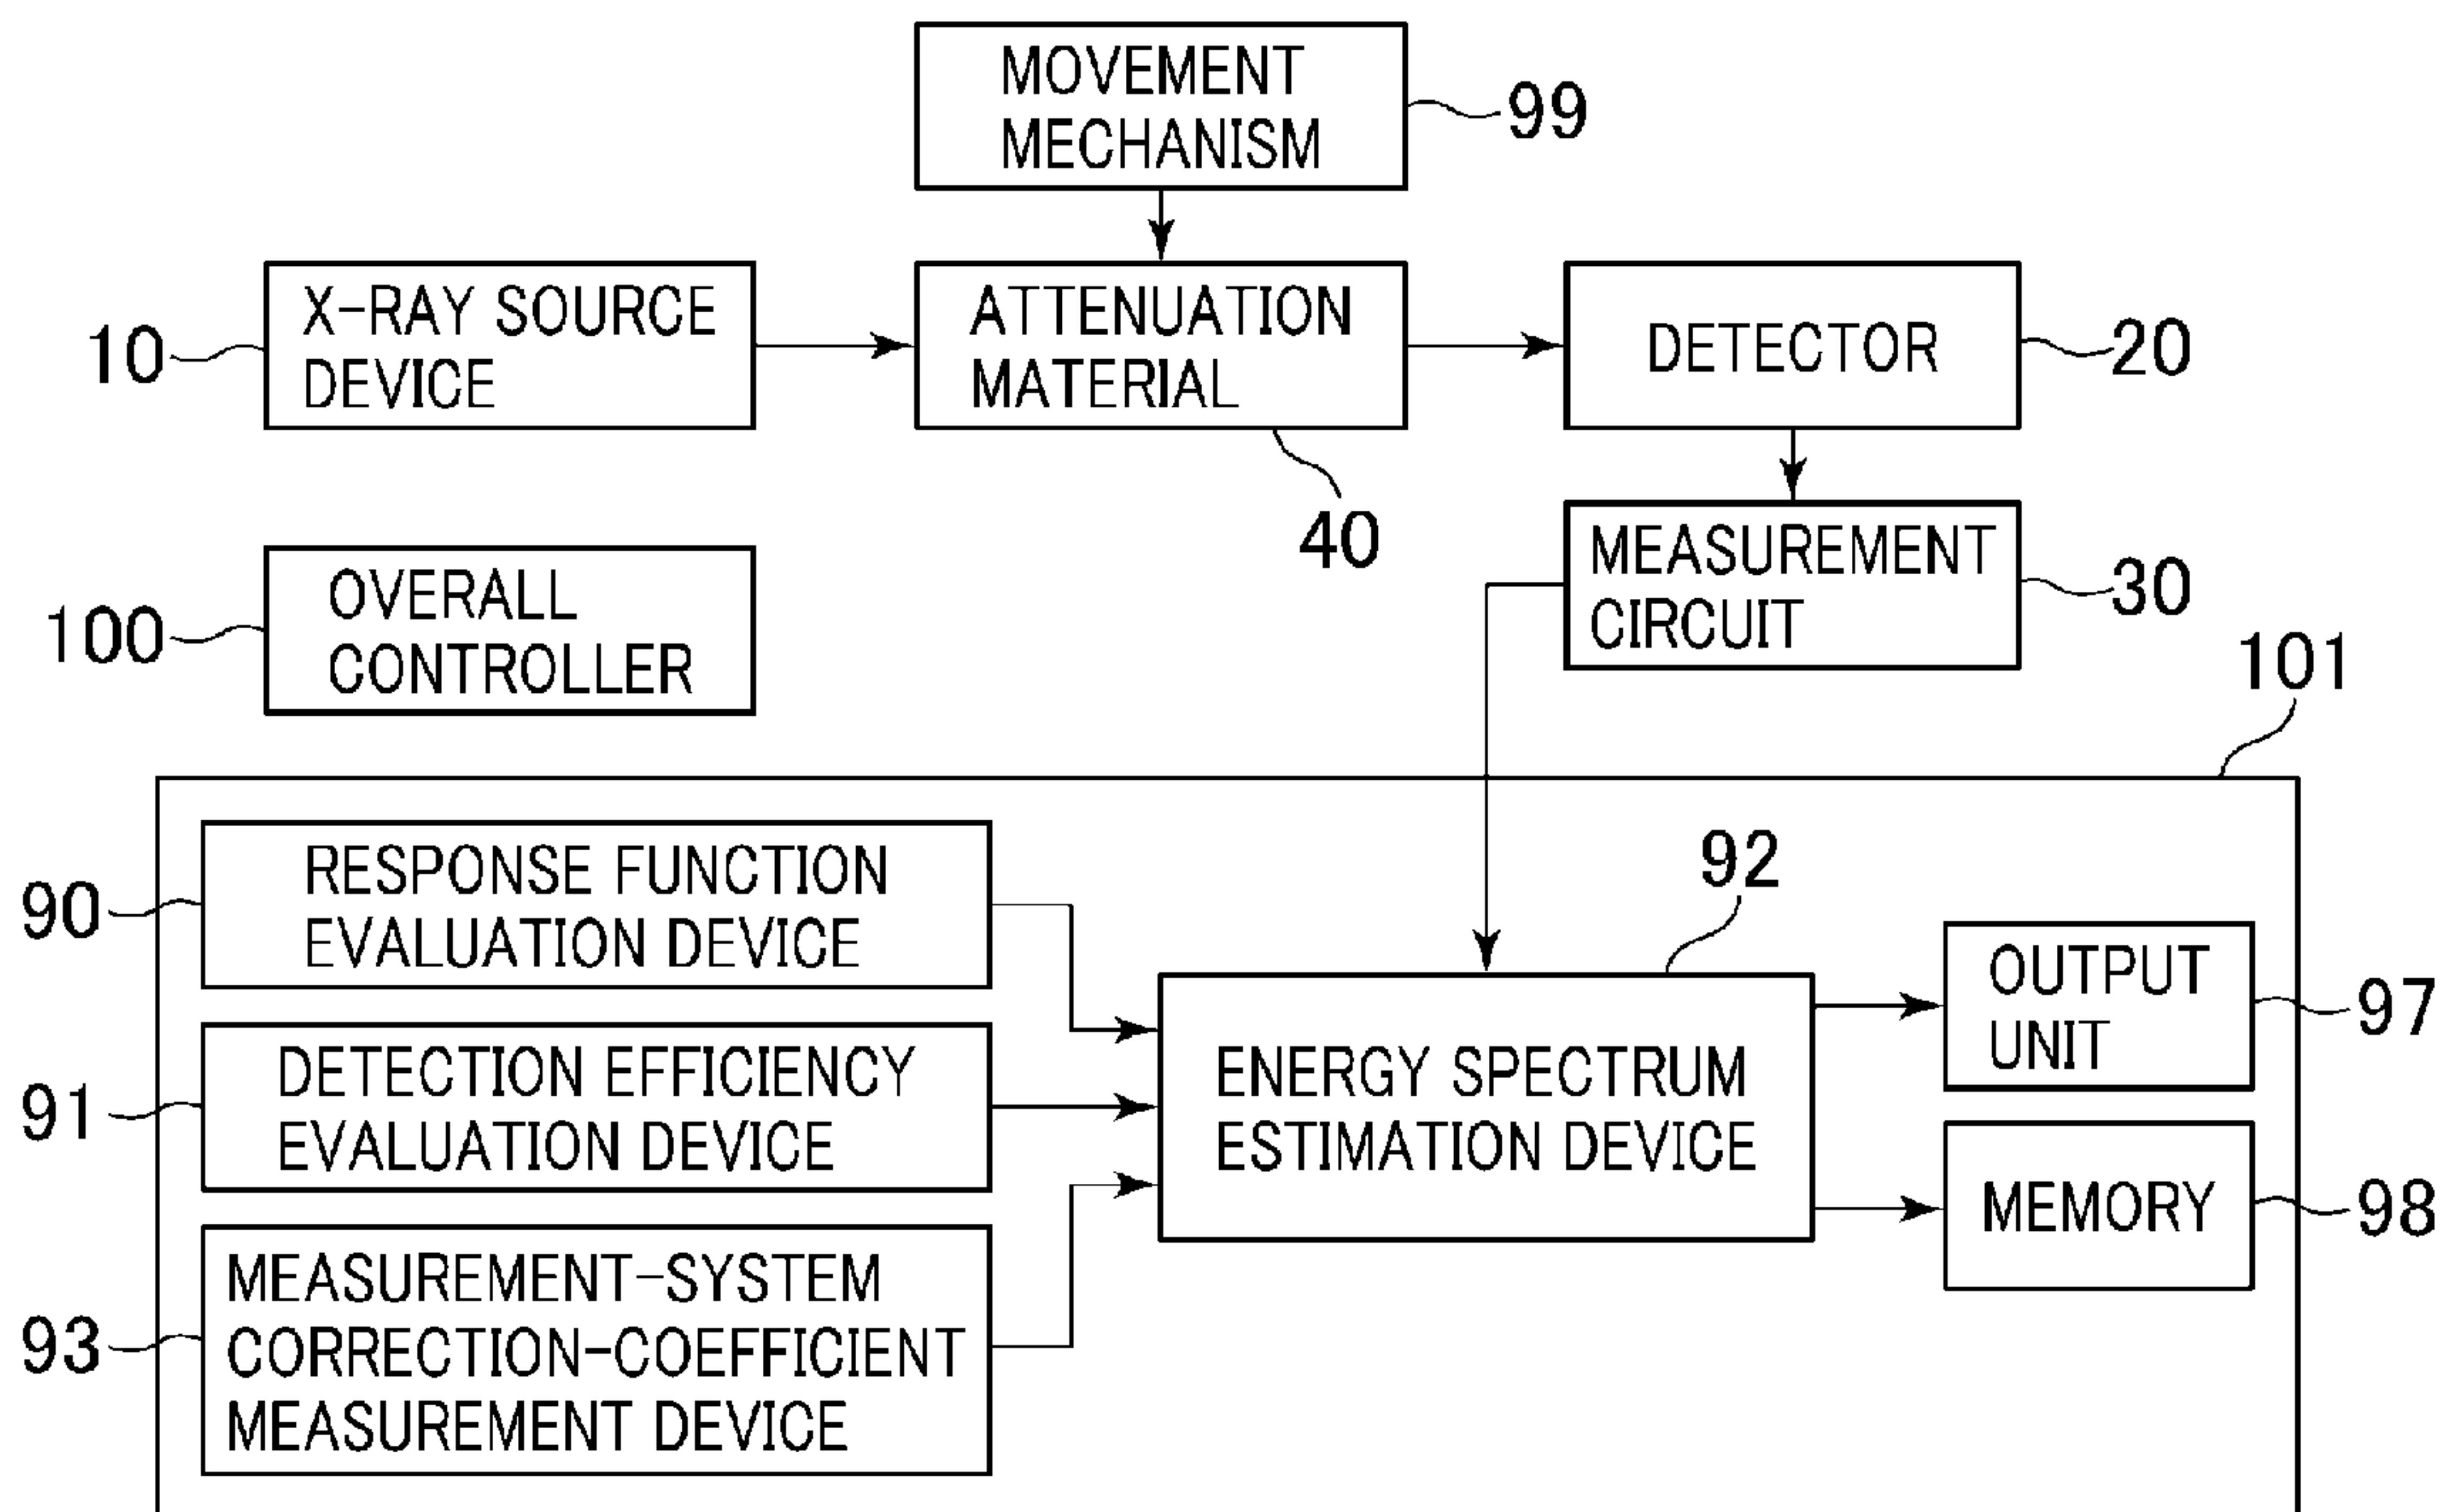 MOVEMENT
MECHANISM
99
X-RAY SOURCE
DEVICE
10
ATTENUATION
MATERIAL
40
DETECTOR
20
OVERALL
CONTROLLER
100
MEASUREMENT
CIRCUIT
30
101
RESPONSE FUNCTION
EVALUATION DEVICE
90
DETECTION EFFICIENCY
EVALUATION DEVICE
91
MEASUREMENT-SYSTEM
CORRECTION-COEFFICIENT
MEASUREMENT DEVICE
93
ENERGY SPECTRUM
ESTIMATION DEVICE
92
OUTPUT
UNIT
97
MEMORY
98